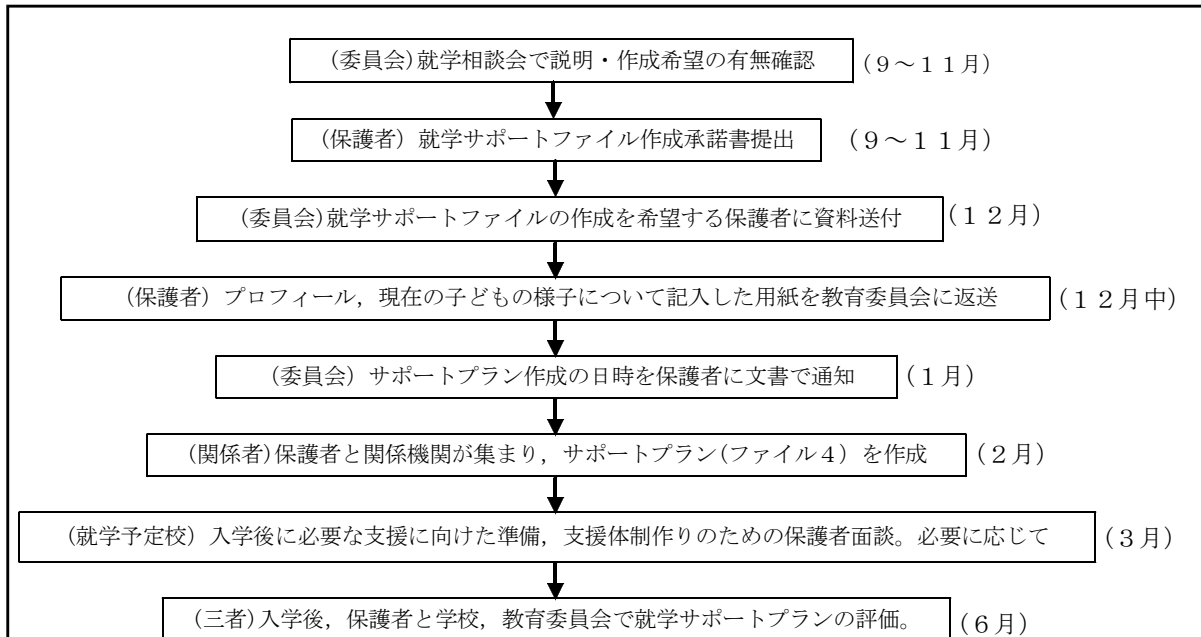 (委員会)就学相談会で説明・作成希望の有無確認 (9~11月)
(保護者) 就学サポートファイル作成承諾書提出 (9~11月)
(委員会)就学サポートファイルの作成を希望する保護者に資料送付 (12月)
(保護者) プロフィール,現在の子どもの様子について記入した用紙を教育委員会に返送 (12月中)
(委員会) サポートプラン作成の日時を保護者に文書で通知 (1月)
(関係者)保護者と関係機関が集まり,サポートプラン(ファイル4) を作成 (2月)
(就学予定校) 入学後に必要な支援に向けた準備,支援体制作りのための保護者面談。必要に応じて (3月)
(三者)入学後,保護者と学校,教育委員会で就学サポートプランの評価。 (6月)